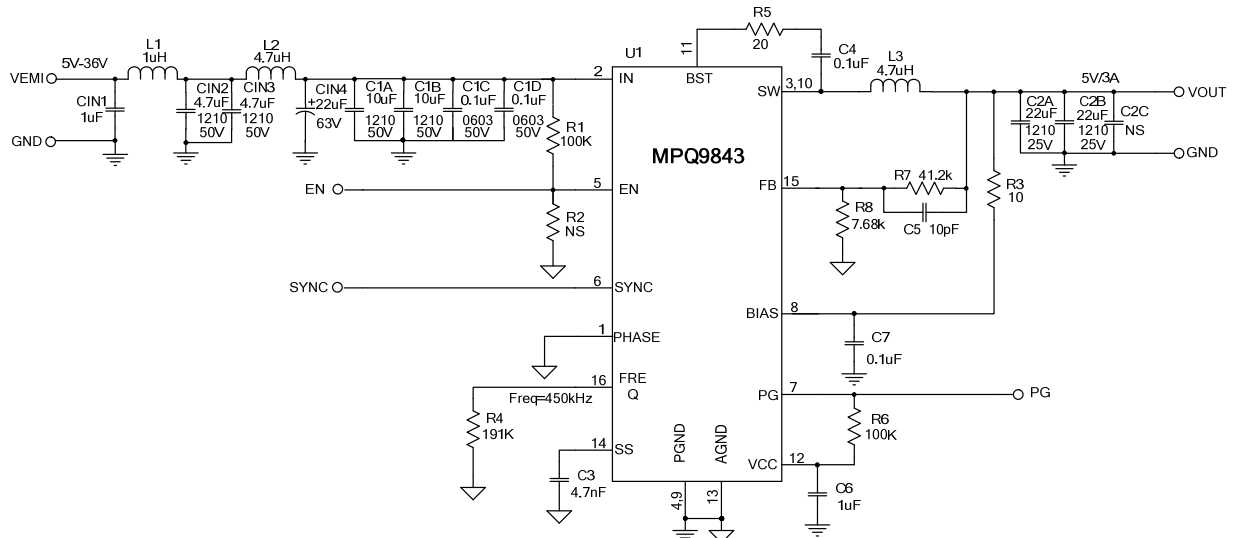 R5
20
11
C4
0.1uF
U1
BST
L1
1uH
L2
4.7uH
5V-36V
VEMI
CIN1
1uF
GND
CIN2
4.7uF
1210
50V
CIN3
4.7uF
1210
50V
CIN4
+
22uF
63V
C1A
10uF
1210
50V
C1B
10uF
1210
50V
C1C
0.1uF
0603
50V
C1D
0.1uF
0603
50V
R1
100K
2
IN
3,10
SW
L3
4.7uH
5V/3A
VOUT
C2A
22uF
1210
25V
C2B
22uF
1210
25V
C2C
NS
GND
MPQ9843
EN
5
EN
R2
NS
FB
15
R7 41.2k
C5 10pF
R8
7.68k
R3
10
SYNC
6
SYNC
BIAS
8
C7
0.1uF
1
PHASE
16
FRE
Q
Freq=450kHz
R4
191K
PG
7
PG
R6
100K
14
SS
C3
4.7nF
VCC
12
C6
1uF
PGND
AGND
4,9
13